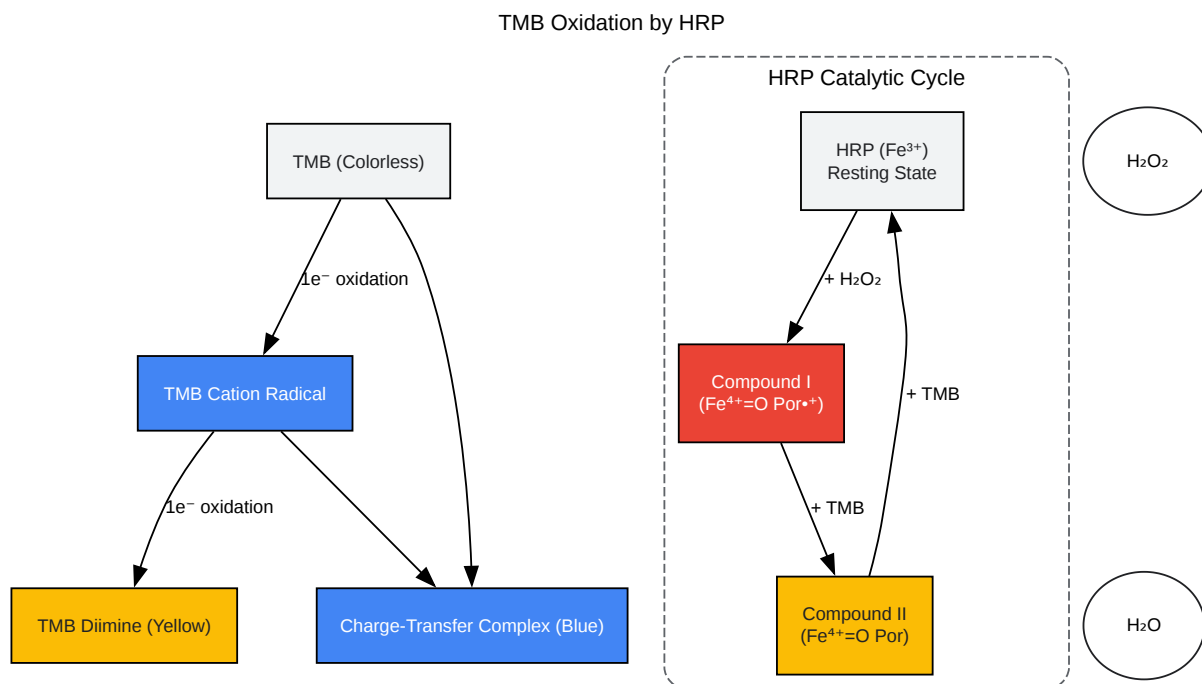 TMB Oxidation by HRP
TMB (Colorless)
1e⁻ oxidation
TMB Cation Radical
1e⁻ oxidation
TMB Diimine (Yellow)
Charge-Transfer Complex (Blue)
HRP Catalytic Cycle
HRP (Fe³⁺)
Resting State
+ H₂O₂
Compound I
(Fe⁴⁺=O Por•⁺)
+ TMB
+ TMB
Compound II
(Fe⁴⁺=O Por)
H₂O₂
H₂O